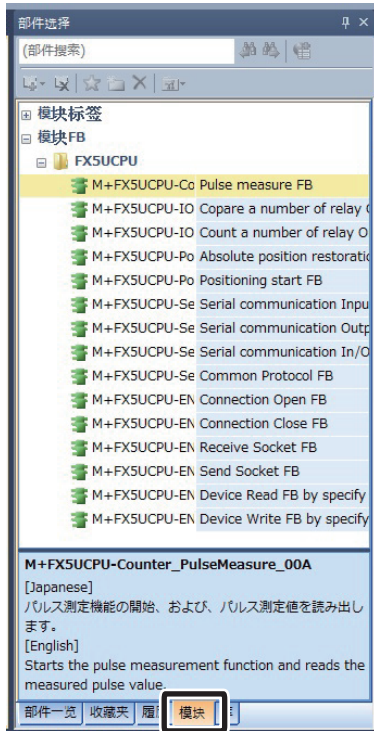 部件选择
(部件搜索)
模块标签
模块FB
FX5UCPU
M+FX5UCPU-Co Pulse measure FB
M+FX5UCPU-IO Copare a number of relay
M+FX5UCPU-IO Count a number of relay O
M+FX5UCPU-Po Absolute position restoratio
M+FX5UCPU-Po Positioning start FB
M+FX5UCPU-Se Serial communication Inpu
M+FX5UCPU-Se Serial communication Outp
M+FX5UCPU-Se Serial communication In/O
M+FX5UCPU-Se Common Protocol FB
M+FX5UCPU-EN Connection Open FB
M+FX5UCPU-EN Connection Close FB
M+FX5UCPU-EN Receive Socket FB
M+FX5UCPU-EN Send Socket FB
M+FX5UCPU-EN Device Read FB by specify
M+FX5UCPU-EN Device Write FB by specify
M+FX5UCPU-Counter_PulseMeasure_00A
[Japanese]
パルス測定機能の開始、および、パルス測定値を読み出し
ます。
[English]
Starts the pulse measurement function and reads the
measured pulse value.
部件一览 收藏夹 履 模块